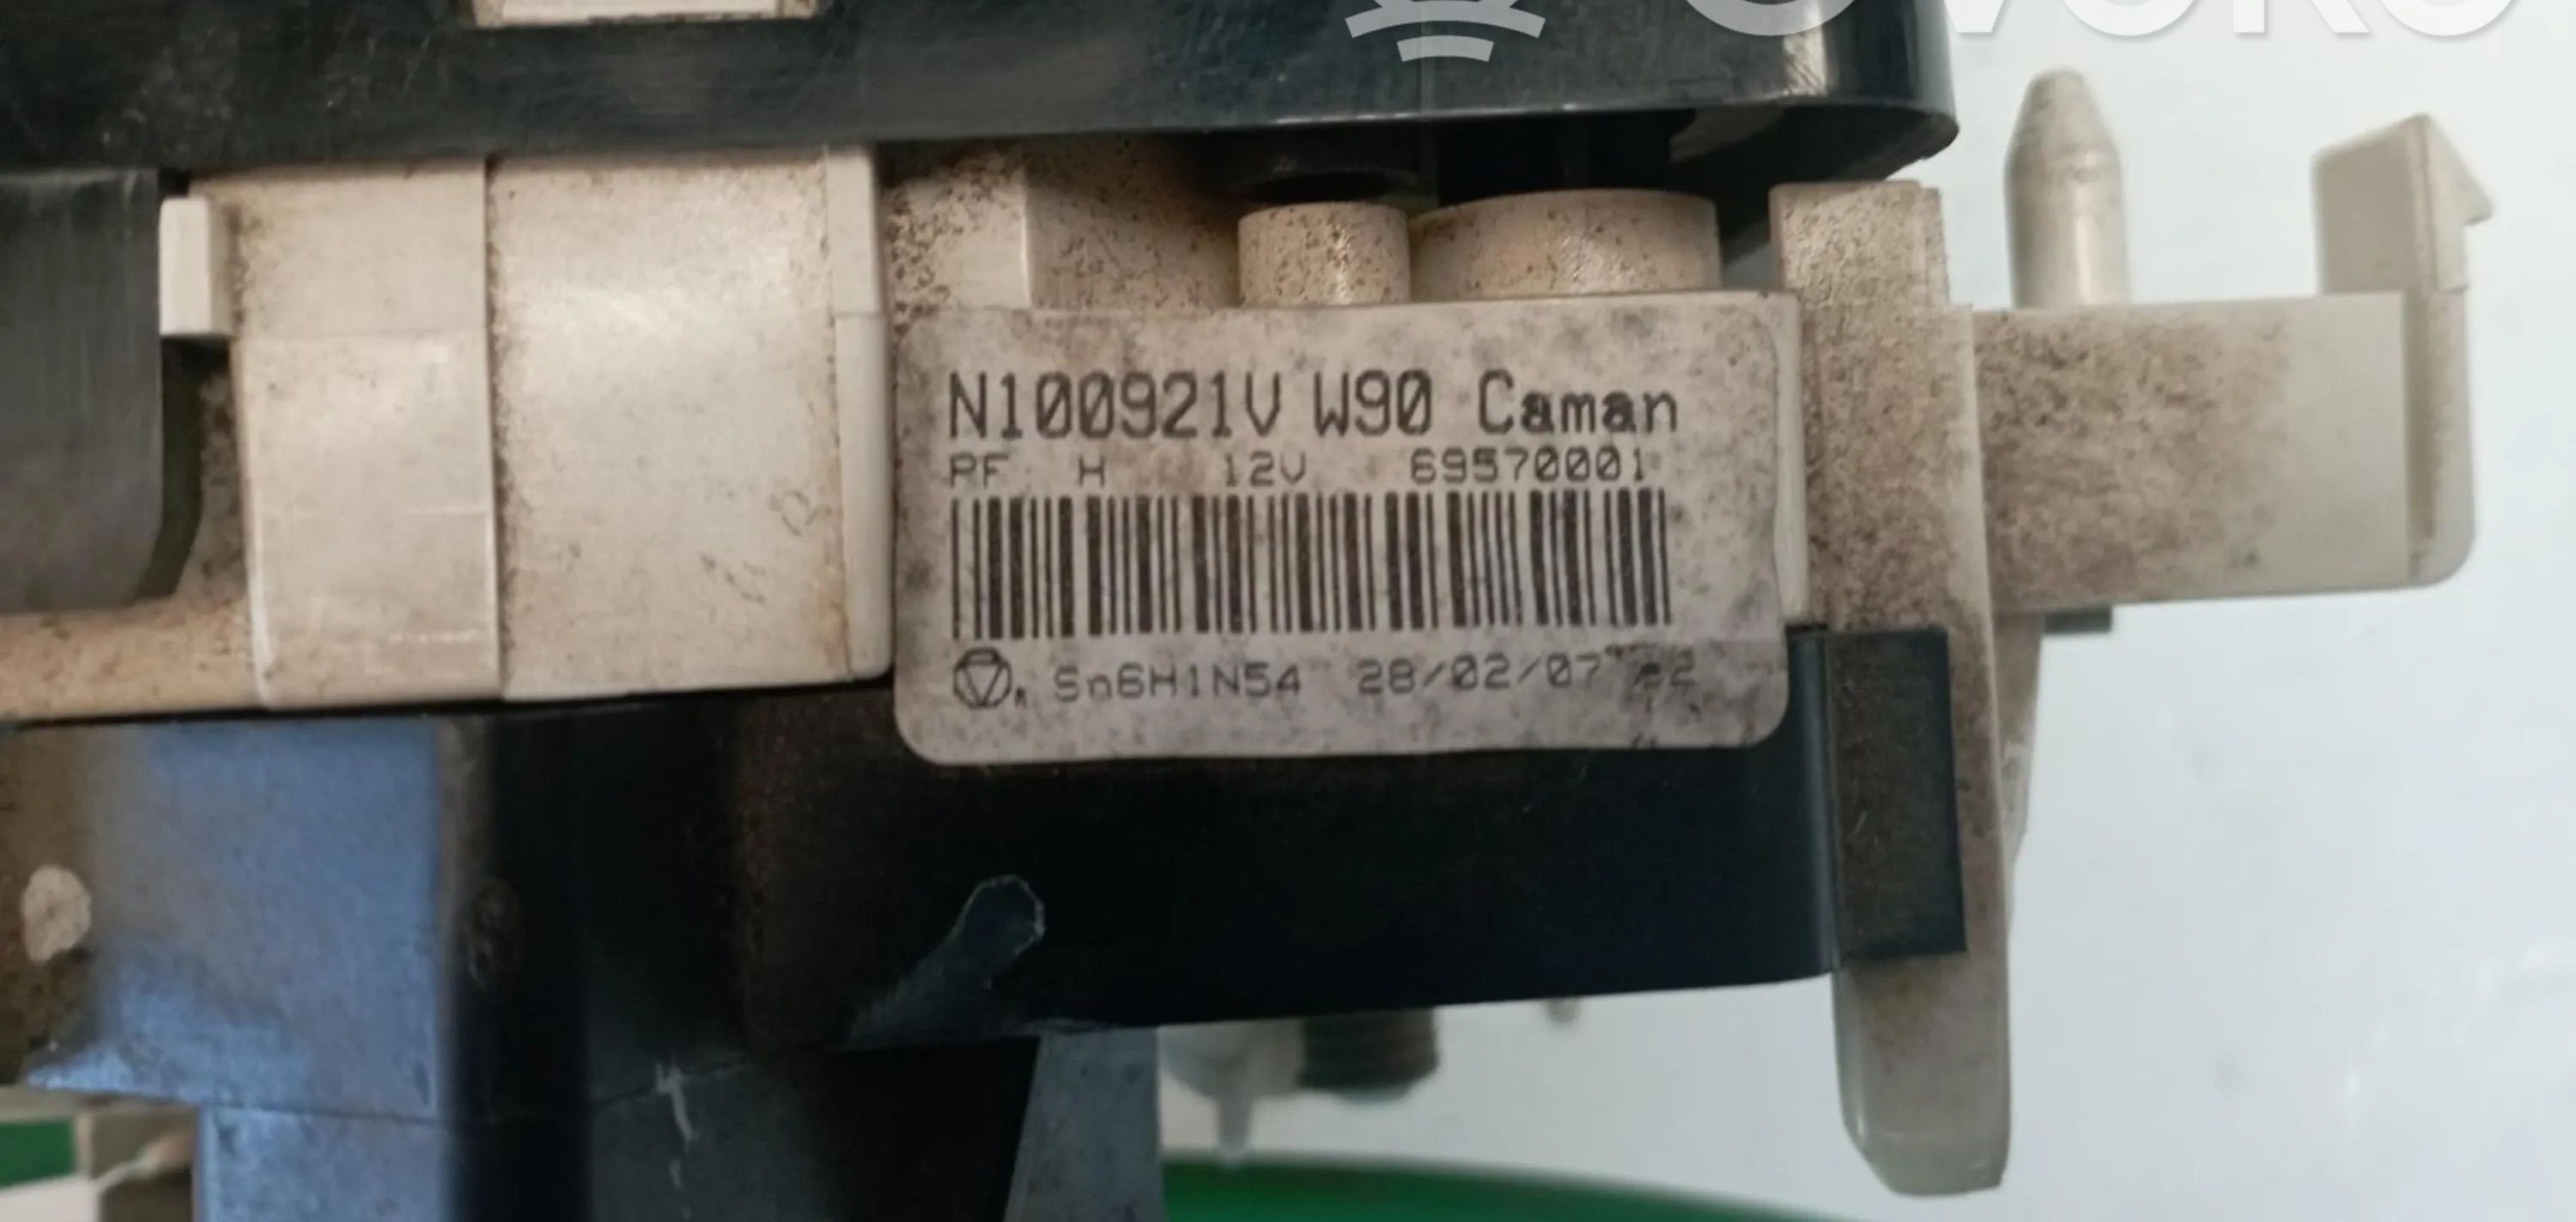 N100921V W90 Caman
PF H 12V 69570001
Sn6H1N54 28/02/07